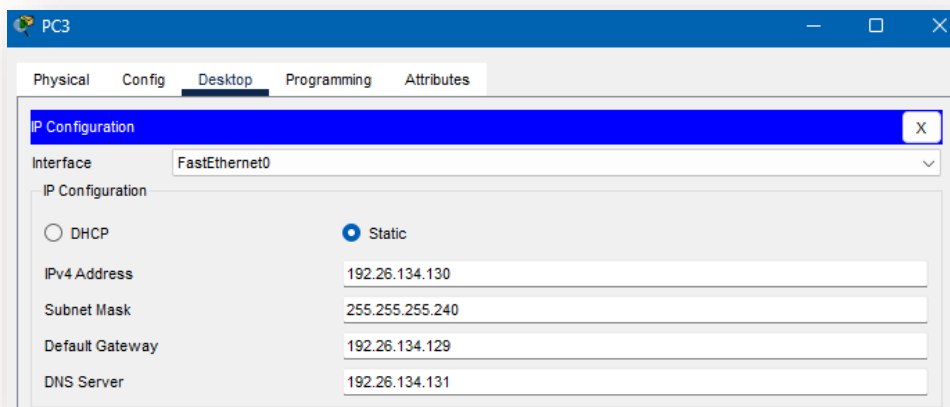 PC3
Physical Config Desktop Programming Attributes
IP Configuration X
Interface FastEthernet0
IP Configuration
DHCP Static
IPv4 Address 192.26.134.130
Subnet Mask 255.255.255.240
Default Gateway 192.26.134.129
DNS Server 192.26.134.131